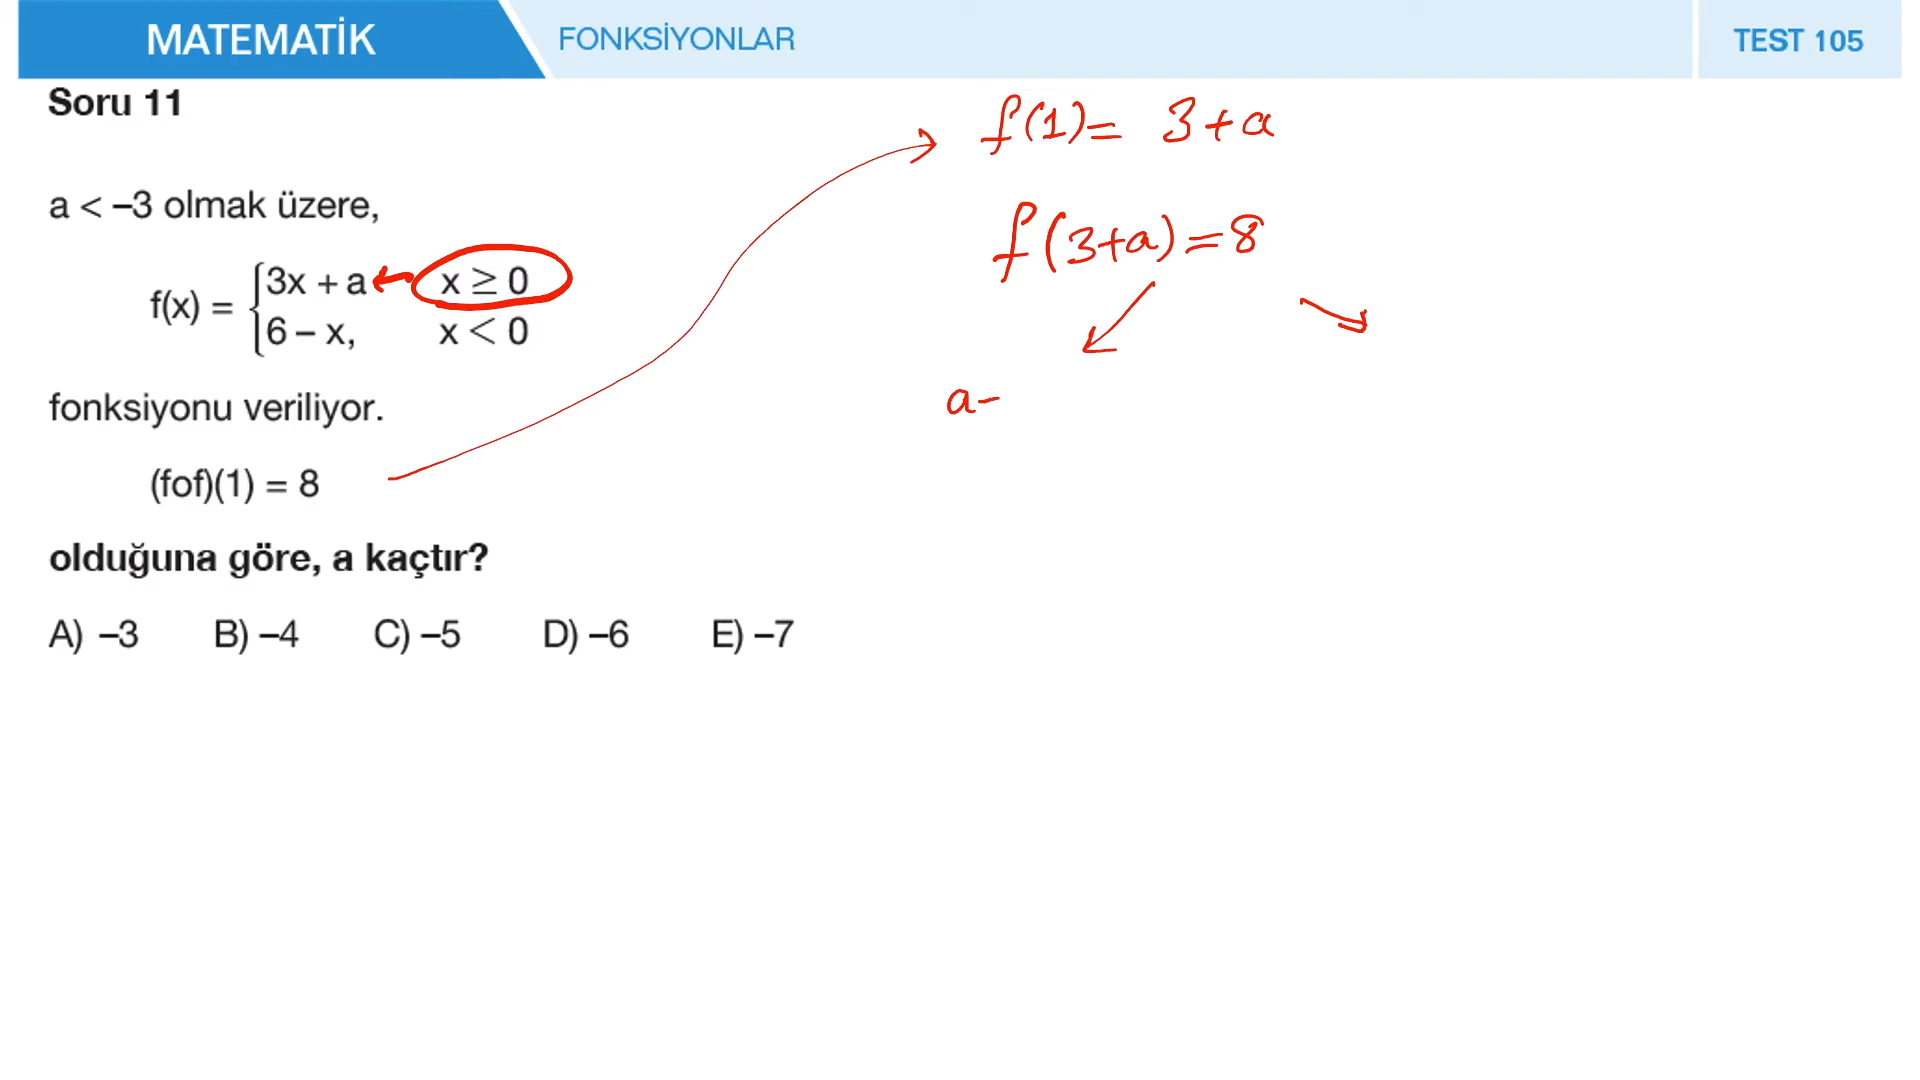 MATEMATİK
FONKSİYONLAR
TEST 105
Soru 11
a < –3 olmak üzere,
f(x) = { 3x + a x ≥ 0
6 – x, x < 0
fonksiyonu veriliyor.
(fof)(1) = 8
olduğuna göre, a kaçtır?
A) –3 B) –4 C) –5 D) –6 E) –7
f(1) = 3+a
f(3+a) = 8
a-